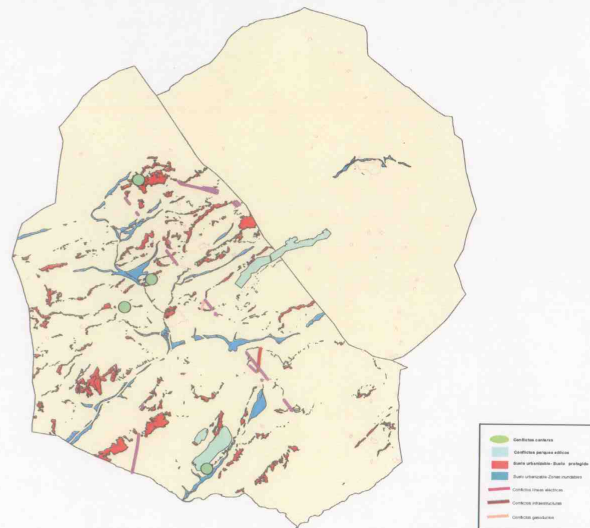 Conflictos canteras
Conflictos parques eólicos
Suelo urbanizable- Suelo protegido
Suelo urbanizable-Zonas inundables
Conflictos líneas eléctricas
Conflictos infraestructuras
Conflictos gasoductos